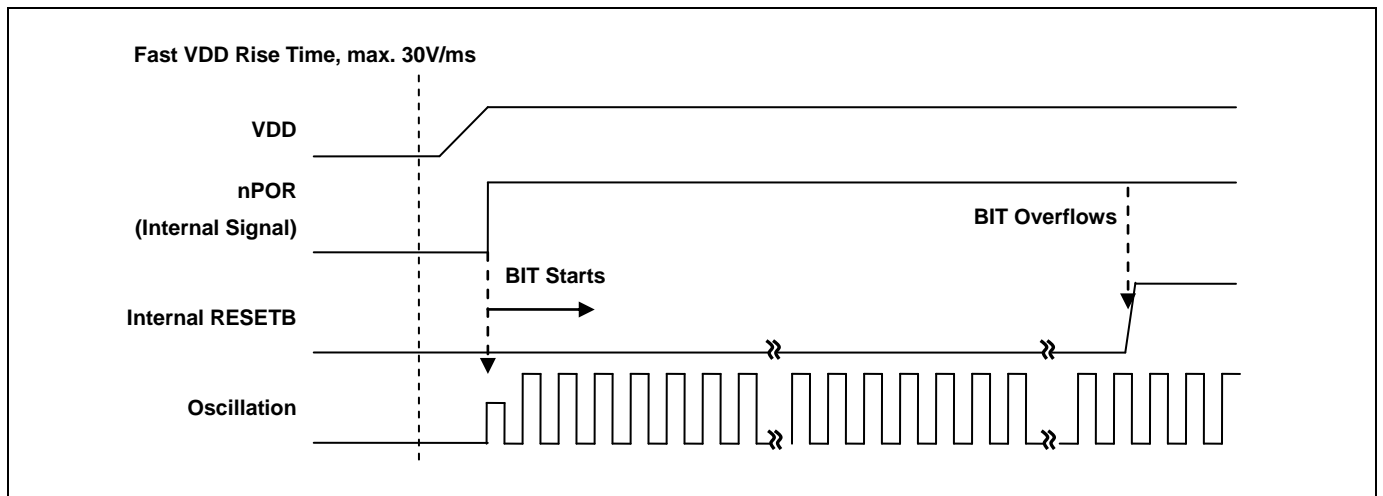 Fast VDD Rise Time, max. 30V/ms
VDD
nPOR
(Internal Signal)
BIT Overflows
BIT Starts
Internal RESETB
Oscillation